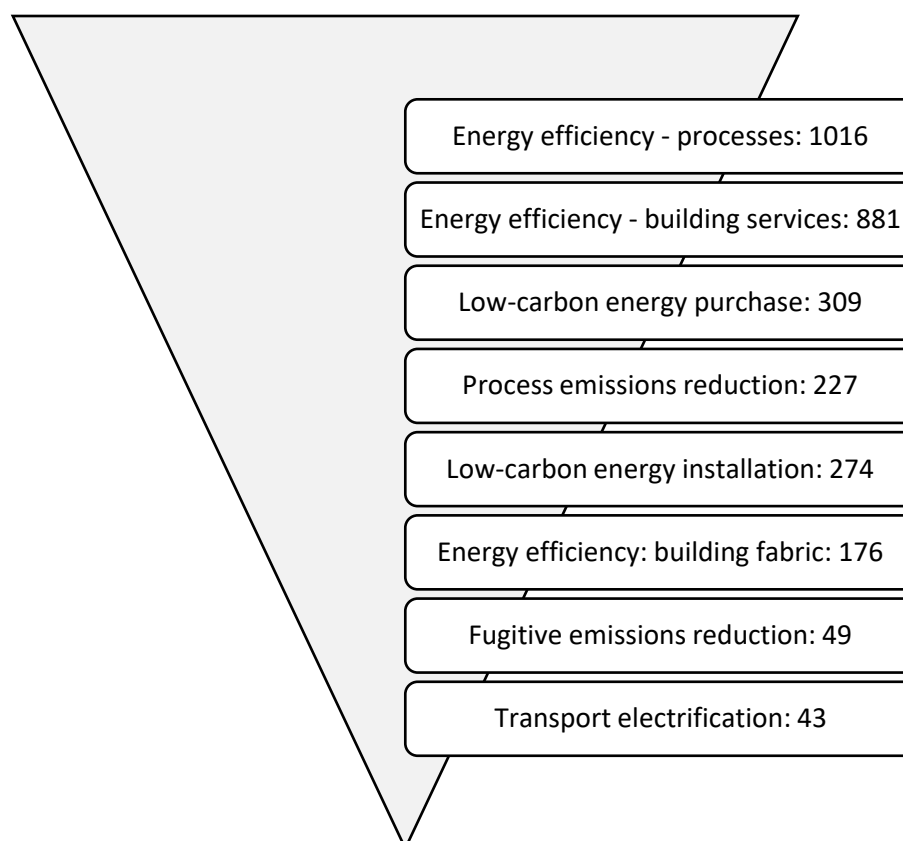 Energy efficiency - processes: 1016
Energy efficiency - building services: 881
Low-carbon energy purchase: 309
Process emissions reduction: 227
Low-carbon energy installation: 274
Energy efficiency: building fabric: 176
Fugitive emissions reduction: 49
Transport electrification: 43